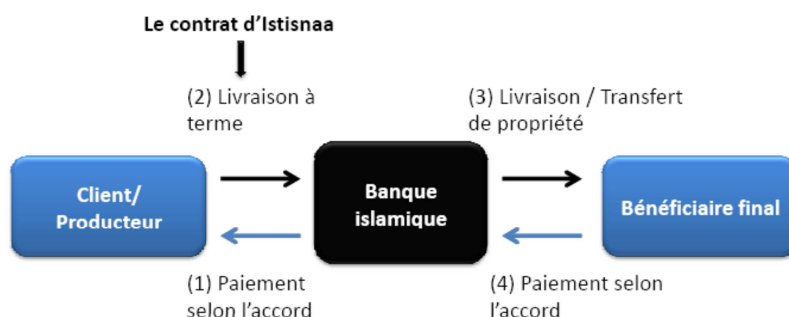 Le contrat d’Istisnaa
(2) Livraison à
terme
(3) Livraison / Transfert
de propriété
Client/
Producteur
Banque
islamique
Bénéficiaire final
(1) Paiement
selon l’accord
(4) Paiement selon
l’accord